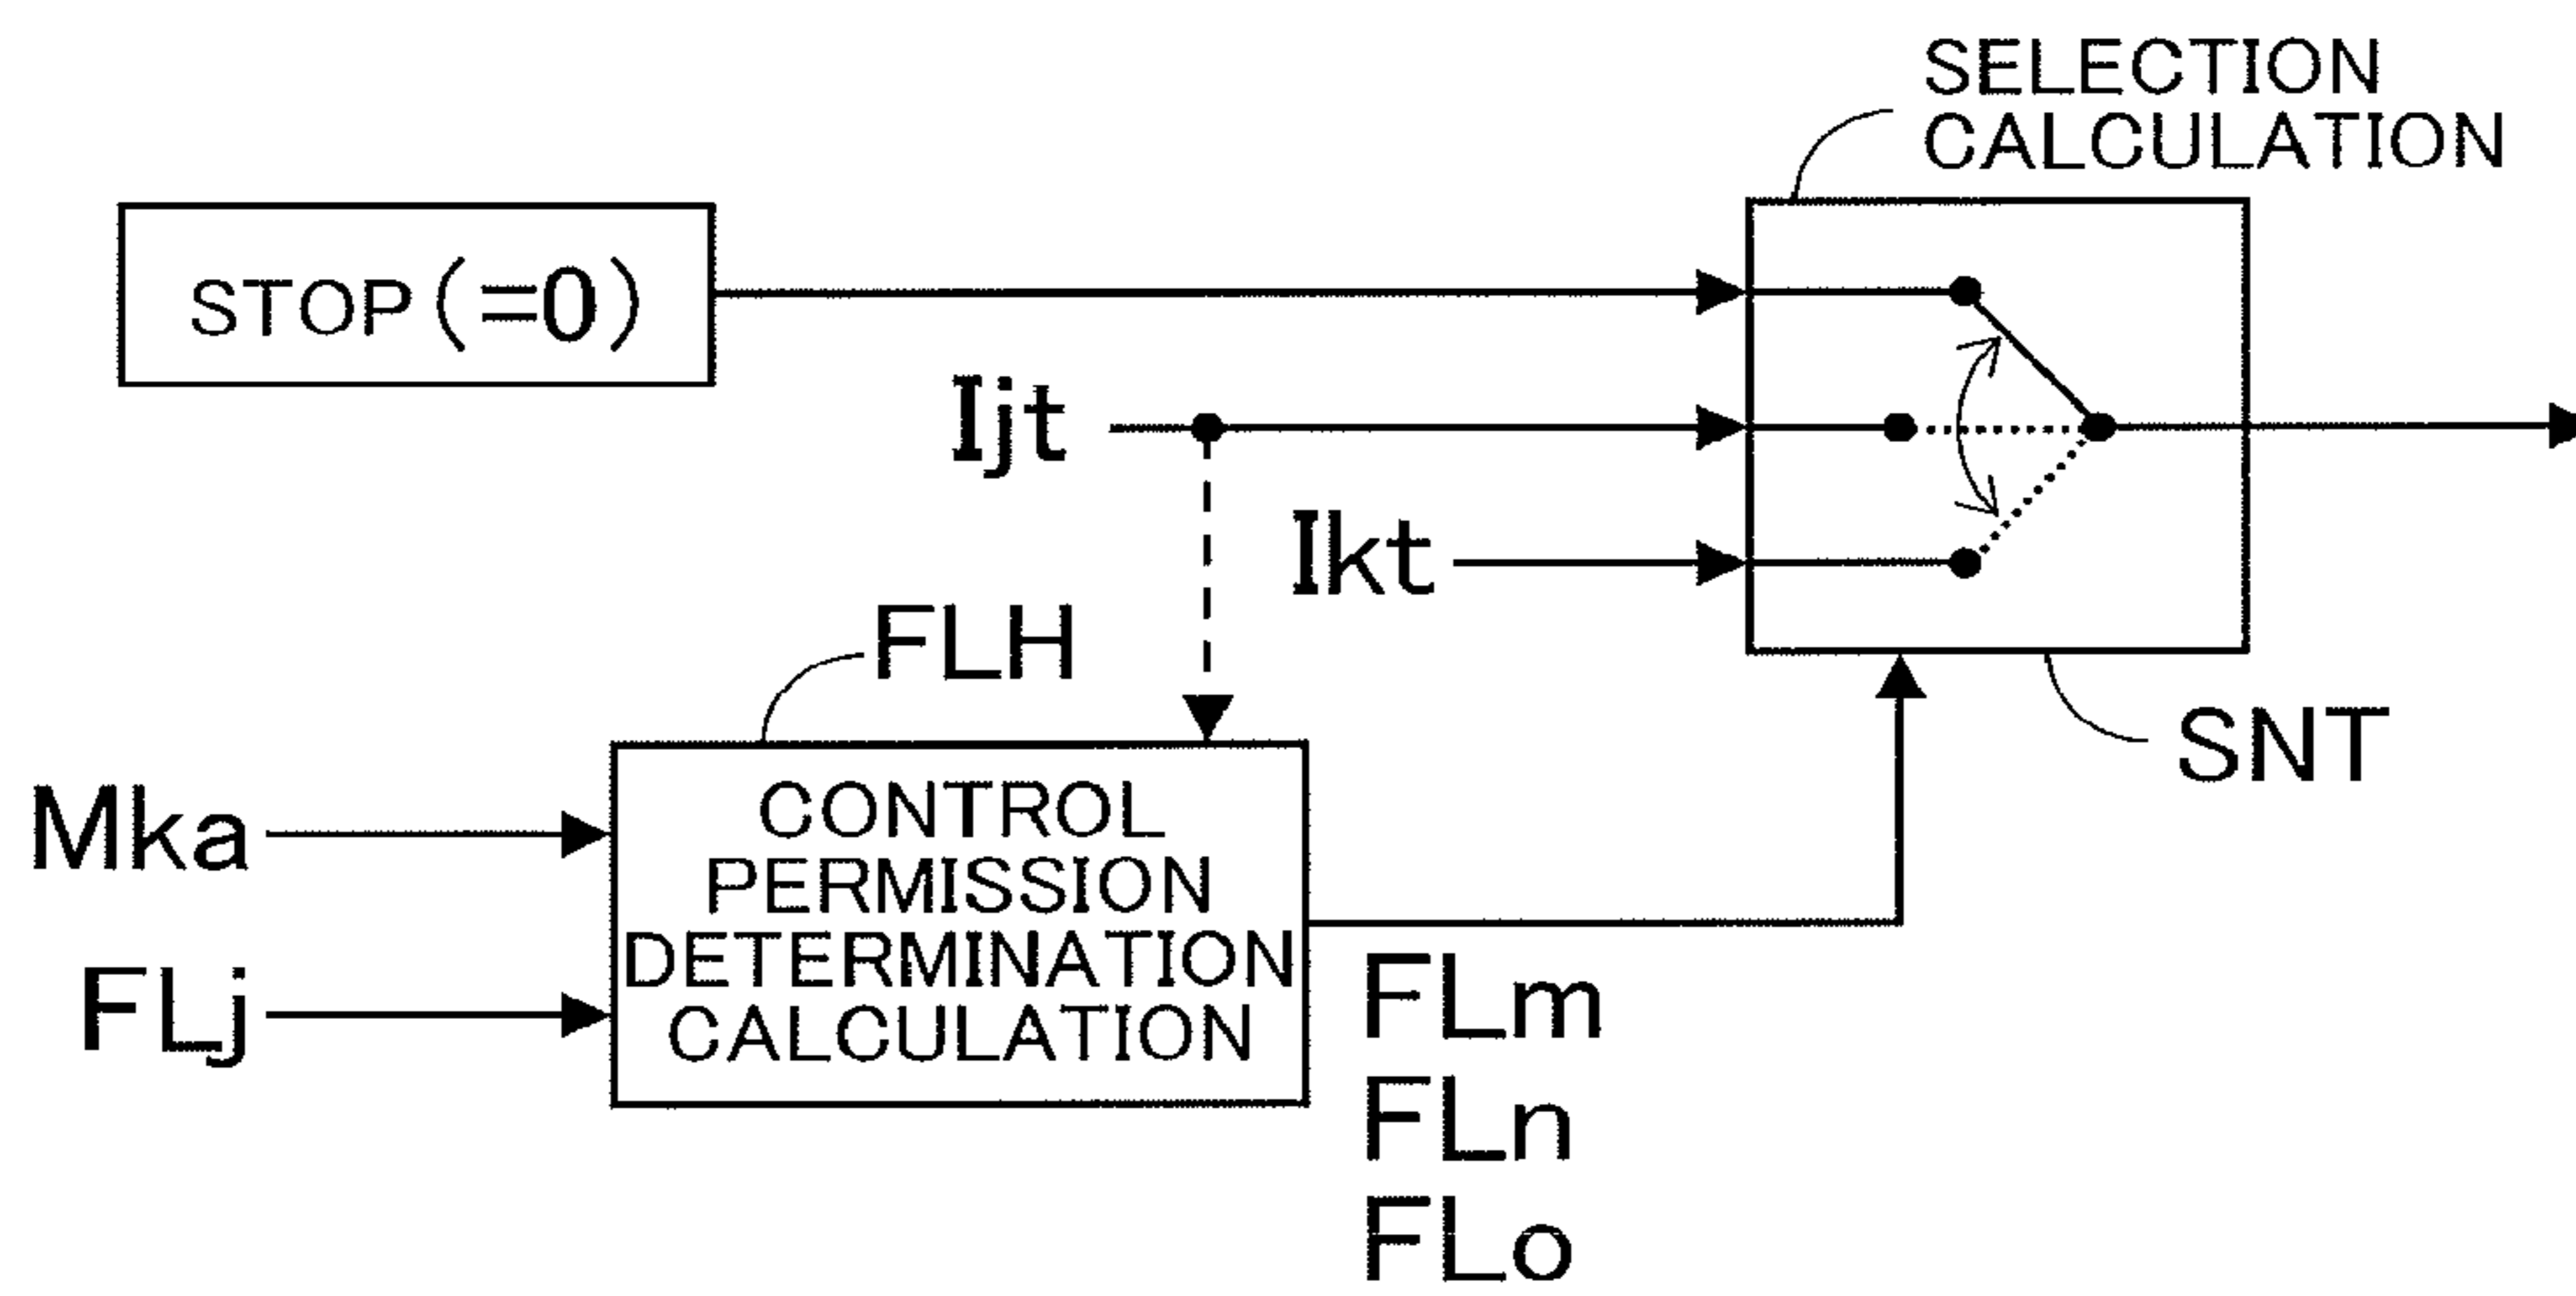 SELECTION
CALCULATION
STOP(=0)
Ijt
Ikt
FLH
SNT
Mka
FLj
CONTROL
PERMISSION
DETERMINATION
CALCULATION
FLm
FLn
FLo